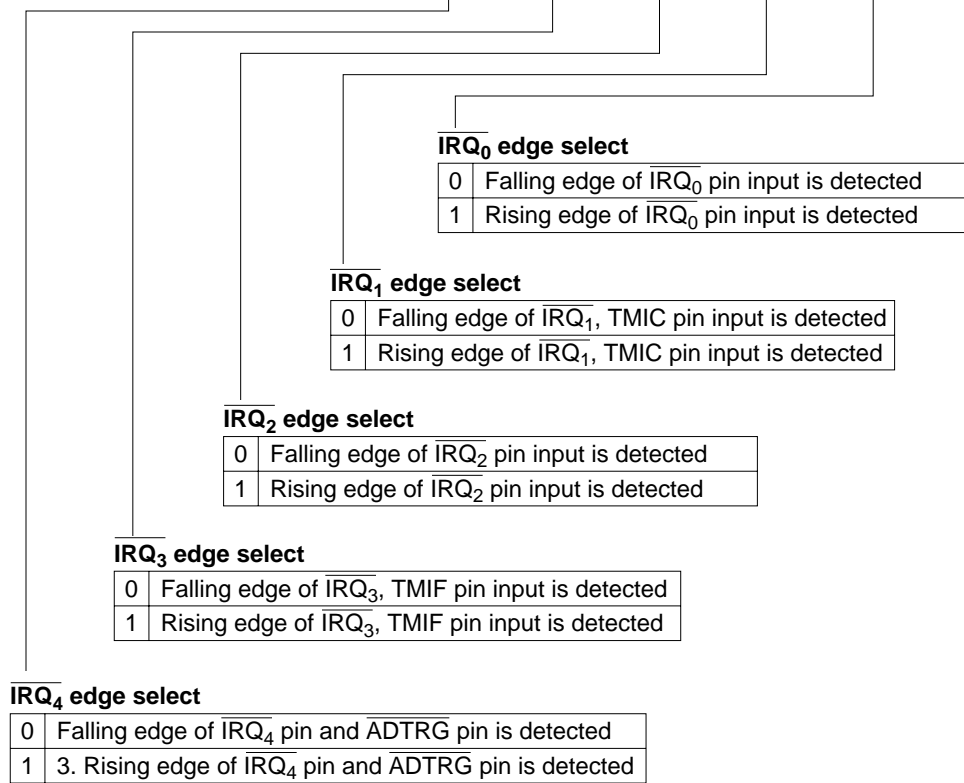 IRQ0 edge select
0 Falling edge of IRQ0 pin input is detected
1 Rising edge of IRQ0 pin input is detected
IRQ1 edge select
0 Falling edge of IRQ1, TMIC pin input is detected
1 Rising edge of IRQ1, TMIC pin input is detected
IRQ2 edge select
0 Falling edge of IRQ2 pin input is detected
1 Rising edge of IRQ2 pin input is detected
IRQ3 edge select
0 Falling edge of IRQ3, TMIF pin input is detected
1 Rising edge of IRQ3, TMIF pin input is detected
IRQ4 edge select
0 Falling edge of IRQ4 pin and ADTRG pin is detected
1 3. Rising edge of IRQ4 pin and ADTRG pin is detected